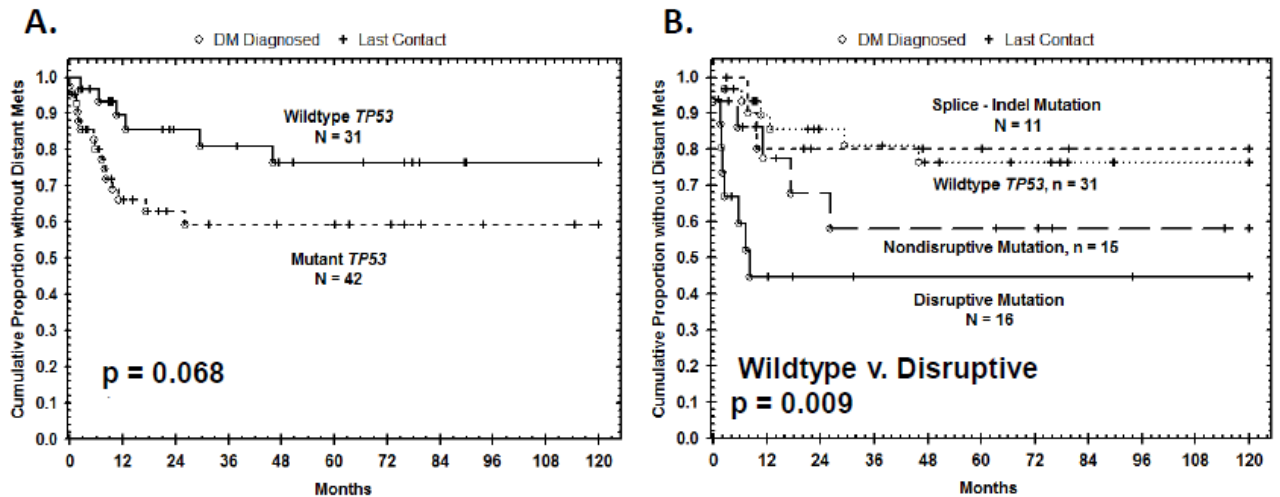 A.
DM Diagnosed Last Contact
Cumulative Proportion without Distant Mets
1.0
0.9
0.8
0.7
0.6
0.5
0.4
0.3
0.2
0.1
0.0
Wildtype TP53
N = 31
Mutant TP53
N = 42
p = 0.068
0 12 24 36 48 60 72 84 96 108 120
Months
B.
DM Diagnosed Last Contact
Cumulative Proportion without Distant Mets
1.0
0.9
0.8
0.7
0.6
0.5
0.4
0.3
0.2
0.1
0.0
Splice - Indel Mutation
N = 11
Wildtype TP53, n = 31
Nondisruptive Mutation, n = 15
Disruptive Mutation
N = 16
Wildtype v. Disruptive
p = 0.009
0 12 24 36 48 60 72 84 96 108 120
Months